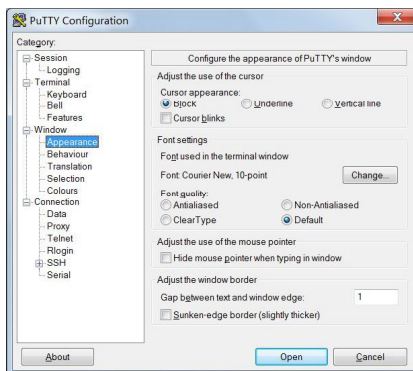 PuTTY Configuration
Category:
Session
Logging
Terminal
Keyboard
Bell
Features
Window
Appearance
Behaviour
Translation
Selection
Colours
Connection
Data
Proxy
Telnet
Rlogin
SSH
Serial
Configure the appearance of PuTTY's window
Adjust the use of the cursor
Cursor appearance:
Block Underline Vertical line
Cursor blinks
Font settings
Font used in the terminal window
Font: Courier New, 10-point Change...
Font quality:
Antialiased Non-Antialiased
ClearType Default
Adjust the use of the mouse pointer
Hide mouse pointer when typing in window
Adjust the window border
Gap between text and window edge: 1
Sunken-edge border (slightly thicker)
About Open Cancel